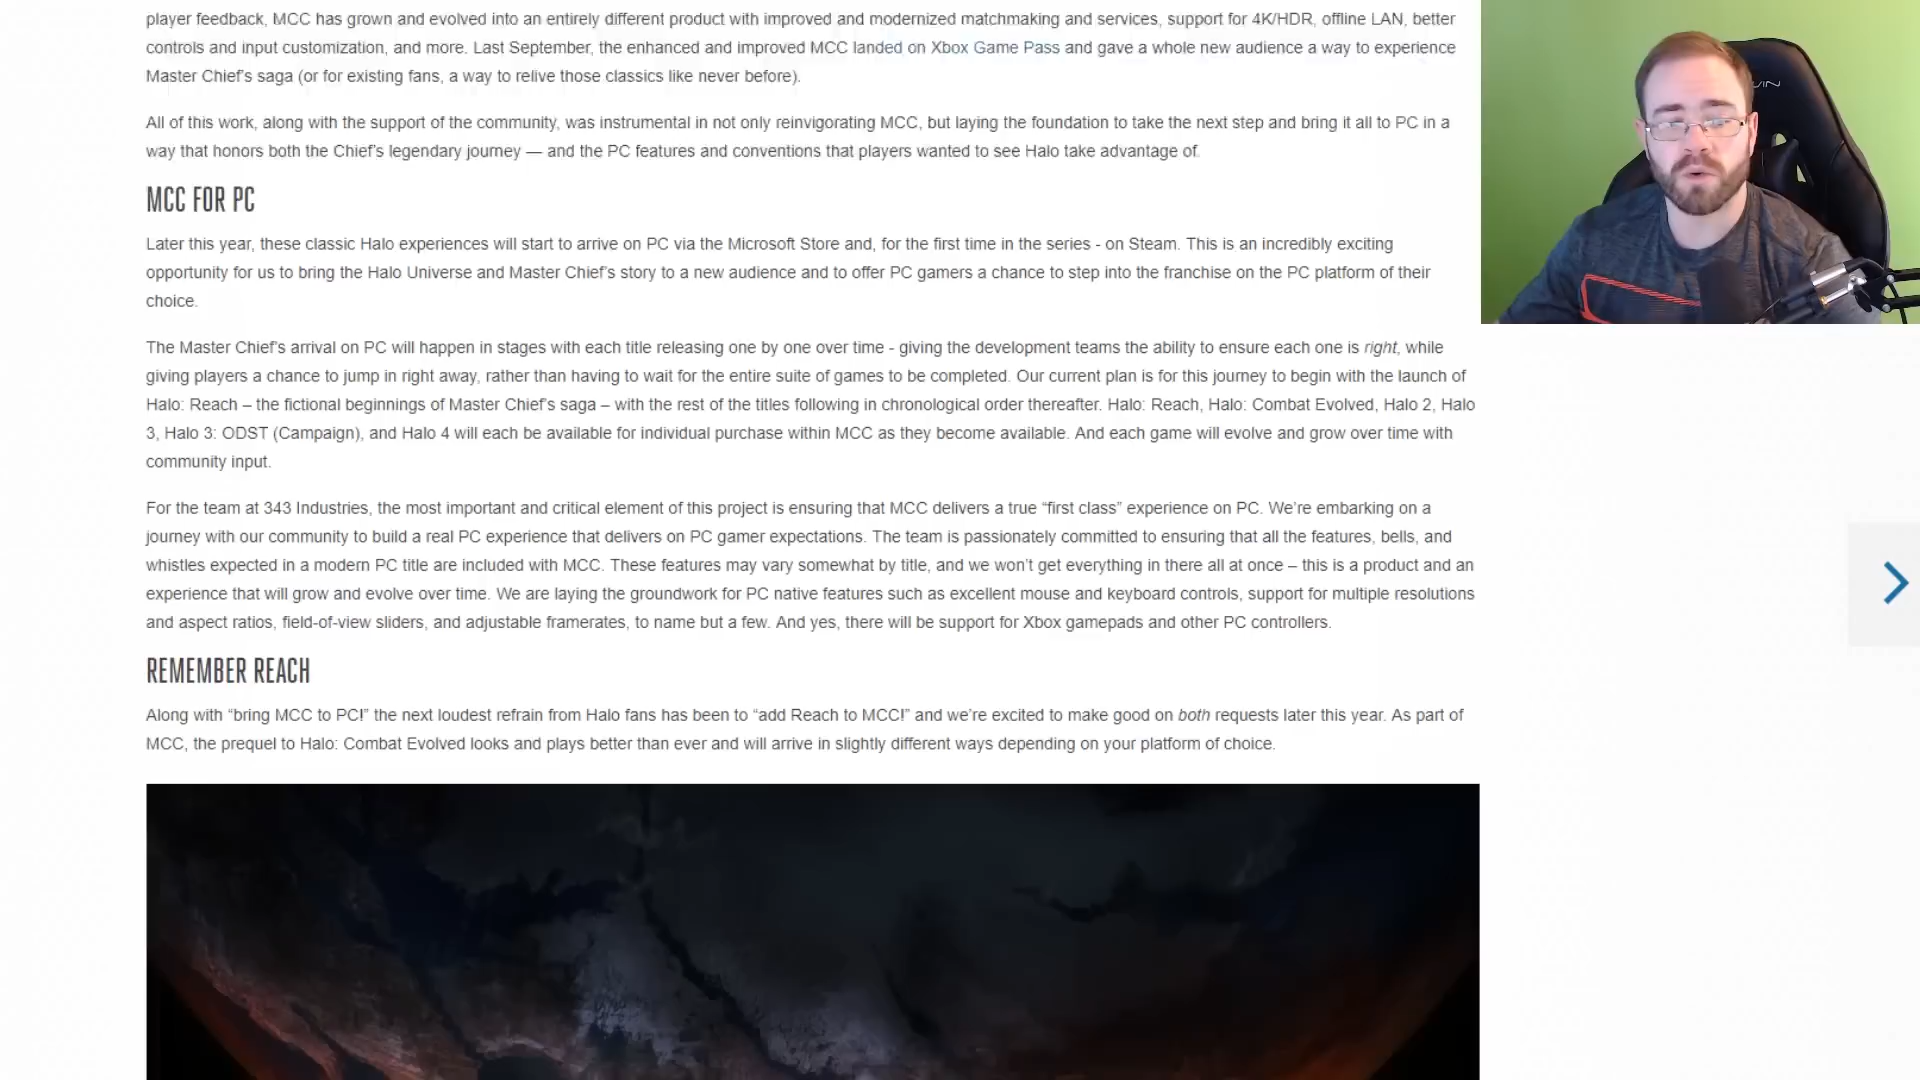 player feedback, MCC has grown and evolved into an entirely different product with improved and modernized matchmaking and services, support for 4K/HDR, offline LAN, better
controls and input customization, and more. Last September, the enhanced and improved MCC landed on Xbox Game Pass and gave a whole new audience a way to experience
Master Chief's saga (or for existing fans, a way to relive those classics like never before).
All of this work, along with the support of the community, was instrumental in not only reinvigorating MCC, but laying the foundation to take the next step and bring it all to PC in a
way that honors both the Chief's legendary journey — and the PC features and conventions that players wanted to see Halo take advantage of.
MCC FOR PC
Later this year, these classic Halo experiences will start to arrive on PC via the Microsoft Store and, for the first time in the series - on Steam. This is an incredibly exciting
opportunity for us to bring the Halo Universe and Master Chief's story to a new audience and to offer PC gamers a chance to step into the franchise on the PC platform of their
choice.
The Master Chief's arrival on PC will happen in stages with each title releasing one by one over time - giving the development teams the ability to ensure each one is right, while
giving players a chance to jump in right away, rather than having to wait for the entire suite of games to be completed. Our current plan is for this journey to begin with the launch of
Halo: Reach – the fictional beginnings of Master Chief's saga – with the rest of the titles following in chronological order thereafter. Halo: Reach, Halo: Combat Evolved, Halo 2, Halo
3, Halo 3: ODST (Campaign), and Halo 4 will each be available for individual purchase within MCC as they become available. And each game will evolve and grow over time with
community input.
For the team at 343 Industries, the most important and critical element of this project is ensuring that MCC delivers a true “first class” experience on PC. We're embarking on a
journey with our community to build a real PC experience that delivers on PC gamer expectations. The team is passionately committed to ensuring that all the features, bells, and
whistles expected in a modern PC title are included with MCC. These features may vary somewhat by title, and we won't get everything in there all at once – this is a product and an
experience that will grow and evolve over time. We are laying the groundwork for PC native features such as excellent mouse and keyboard controls, support for multiple resolutions
and aspect ratios, field-of-view sliders, and adjustable framerates, to name but a few. And yes, there will be support for Xbox gamepads and other PC controllers.
REMEMBER REACH
Along with “bring MCC to PC!” the next loudest refrain from Halo fans has been to “add Reach to MCC!” and we're excited to make good on both requests later this year. As part of
MCC, the prequel to Halo: Combat Evolved looks and plays better than ever and will arrive in slightly different ways depending on your platform of choice.